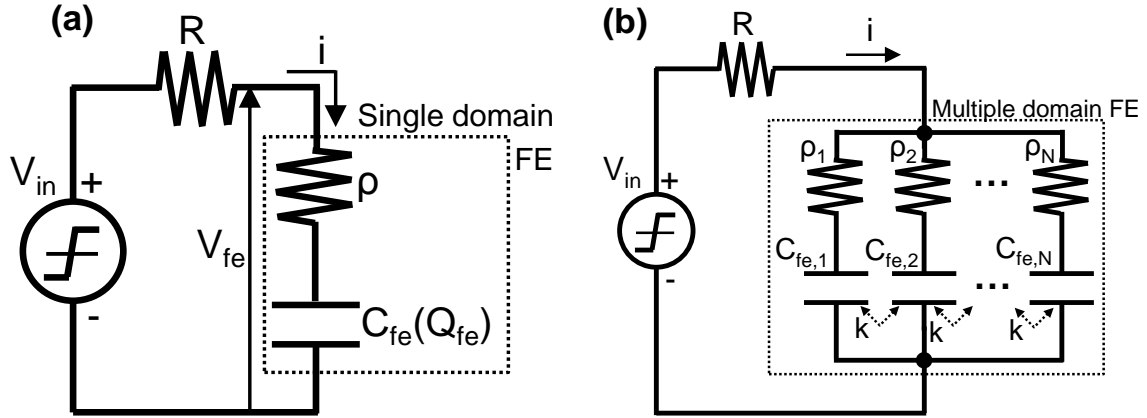 (a)
R
i
Single domain
FE
ρ
V_in
+
-
V_fe
C_fe(Q_fe)
(b)
R
i
Multiple domain FE
ρ_1 ρ_2 ... ρ_N
V_in
+
-
C_fe,1 C_fe,2 C_fe,N
...
k k k